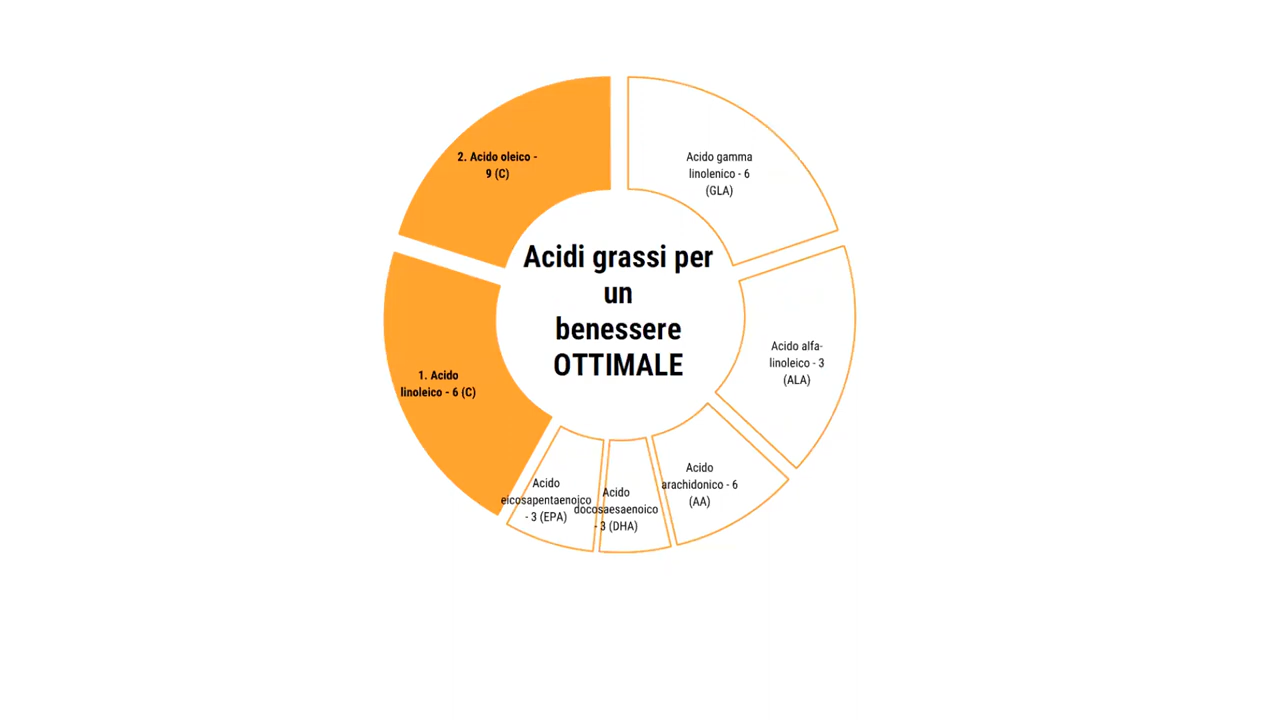 Acidi grassi per
un
benessere
OTTIMALE
2. Acido oleico -
9 (C)
Acido gamma
linolenico - 6
(GLA)
Acido alfa-
linoleico - 3
(ALA)
Acido
arachidonico - 6
(AA)
Acido
docosaesaenoico
- 3 (DHA)
Acido
eicosapentaenoico
- 3 (EPA)
1. Acido
linoleico - 6 (C)